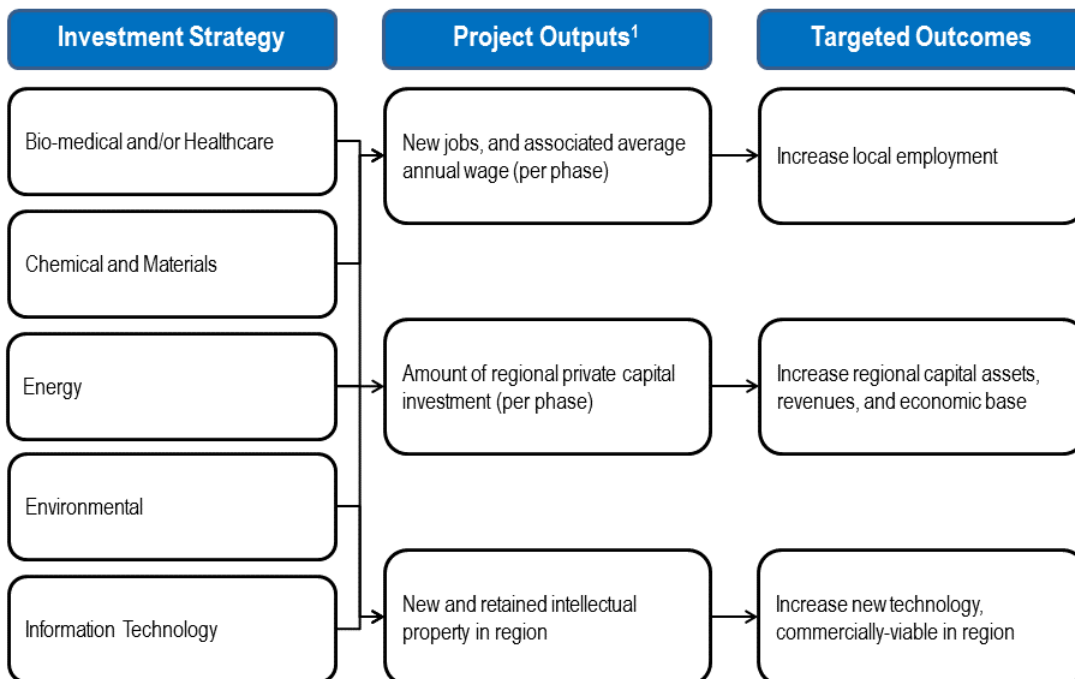 Investment Strategy
Project Outputs¹
Targeted Outcomes
Bio-medical and/or Healthcare
Chemical and Materials
Energy
Environmental
Information Technology
New jobs, and associated average
annual wage (per phase)
Amount of regional private capital
investment (per phase)
New and retained intellectual
property in region
Increase local employment
Increase regional capital assets,
revenues, and economic base
Increase new technology,
commercially-viable in region